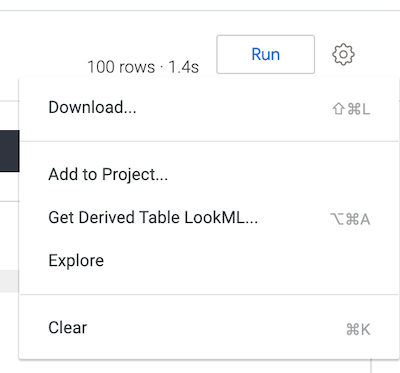 100 rows · 1.4s Run
Download... ⇧⌘L
Add to Project...
Get Derived Table LookML... ⌥⌘A
Explore
Clear ⌘K